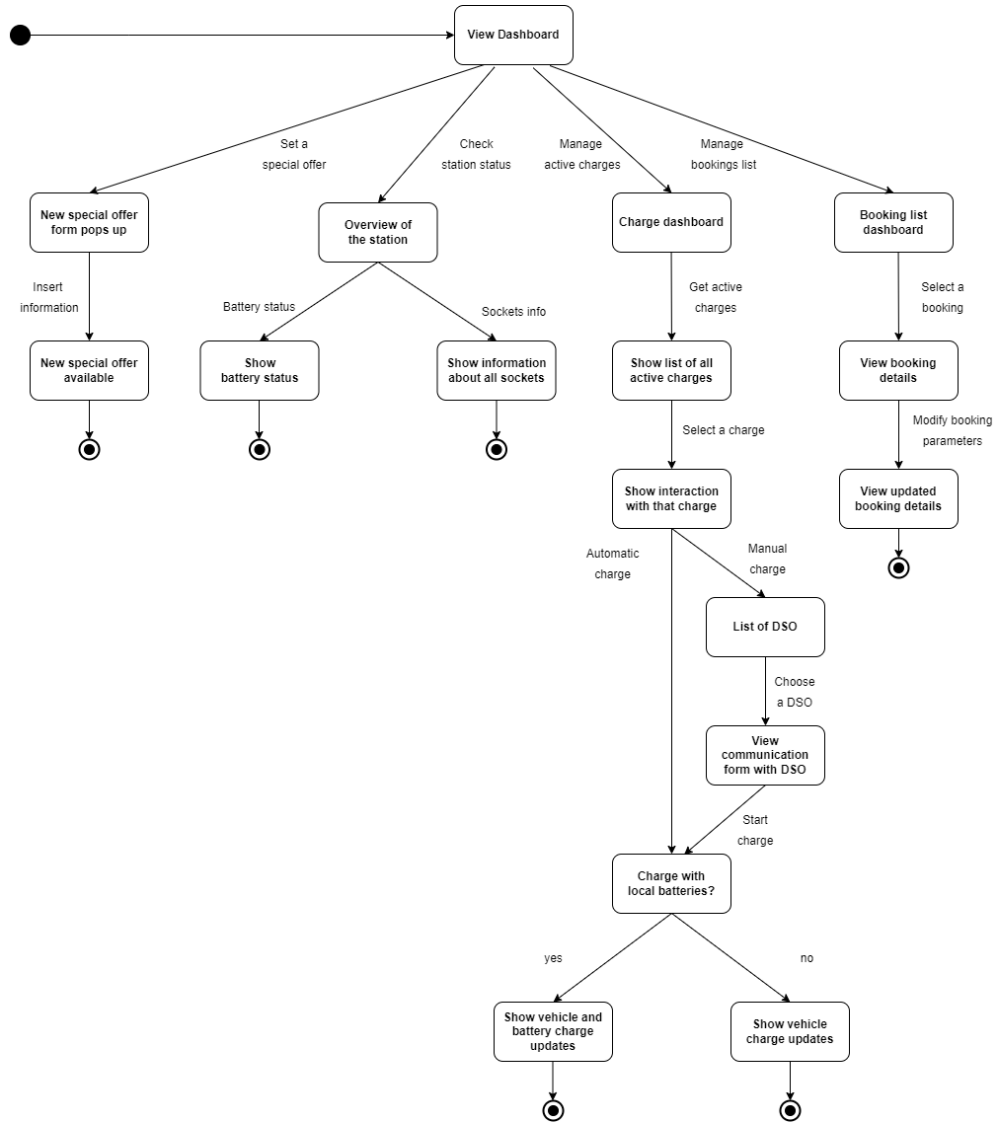 View Dashboard
Set a
special offer
Check
station status
Manage
active charges
Manage
bookings list
New special offer
form pops up
Overview of
the station
Charge dashboard
Booking list
dashboard
Insert
information
Battery status
Sockets info
Get active
charges
Select a
booking
New special offer
available
Show
battery status
Show information
about all sockets
Show list of all
active charges
View booking
details
Select a charge
Modify booking
parameters
Show interaction
with that charge
View updated
booking details
Automatic
charge
Manual
charge
List of DSO
Choose
a DSO
View
communication
form with DSO
Start
charge
Charge with
local batteries?
yes
no
Show vehicle and
battery charge
updates
Show vehicle
charge updates